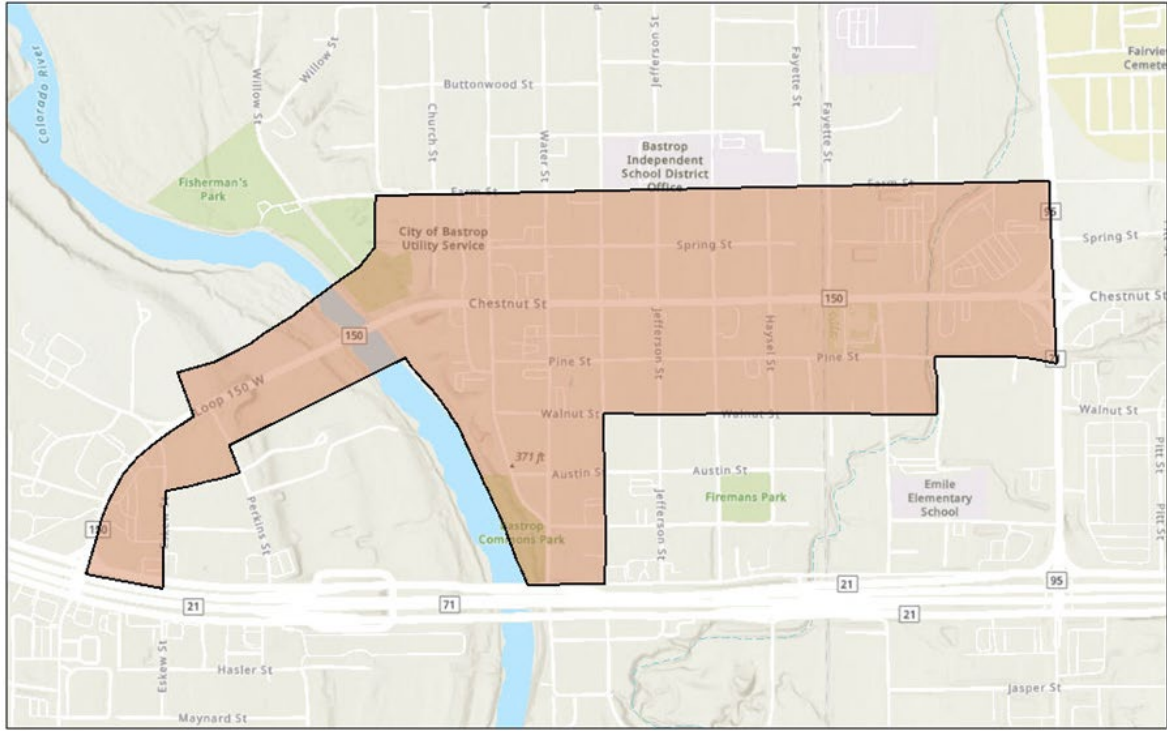 Colorado River
Willow St
Willow St
Buttonwood St
Church St
Water St
Jefferson St
Fayette St
Fayette St
Fairview
Cemete
Bastrop
Independent
School District
Office
Fisherman's
Park
Farm St
Farm St
95
City of Bastrop
Utility Service
Spring St
Spring St
Chestnut St
150
Chestnut St
150
Jefferson St
Haysel St
Pine St
Pine St
Loop 150 W
Walnut St
Walnut St
Walnut St
371 ft
Austin St
Austin St
Firemans Park
Emile
Elementary
School
Pitt St
Pitt St
Perkins St
Jefferson St
150
Bastrop
Commons Park
21
71
21
21
95
Eskew St
Hasler St
Maynard St
Jasper St